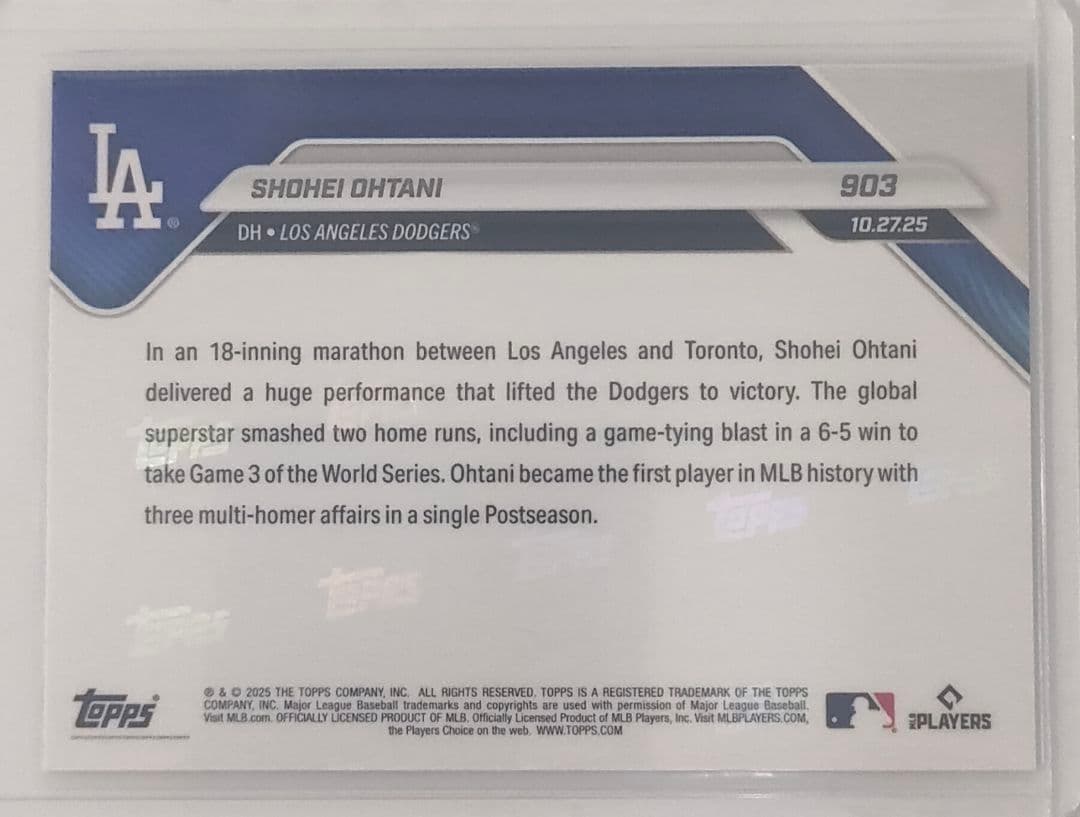 LA ®
SHOHEI OHTANI
903
DH • LOS ANGELES DODGERS
10.27.25
In an 18-inning marathon between Los Angeles and Toronto, Shohei Ohtani
delivered a huge performance that lifted the Dodgers to victory. The global
superstar smashed two home runs, including a game-tying blast in a 6-5 win to
take Game 3 of the World Series. Ohtani became the first player in MLB history with
three multi-homer affairs in a single Postseason.
Topps
® & © 2025 THE TOPPS COMPANY, INC. ALL RIGHTS RESERVED. TOPPS IS A REGISTERED TRADEMARK OF THE TOPPS
COMPANY, INC. Major League Baseball trademarks and copyrights are used with permission of Major League Baseball.
Visit MLB.com. OFFICIALLY LICENSED PRODUCT OF MLB. Officially Licensed Product of MLB Players, Inc. Visit MLBPLAYERS.COM,
the Players Choice on the web. WWW.TOPPS.COM
PLAYERS